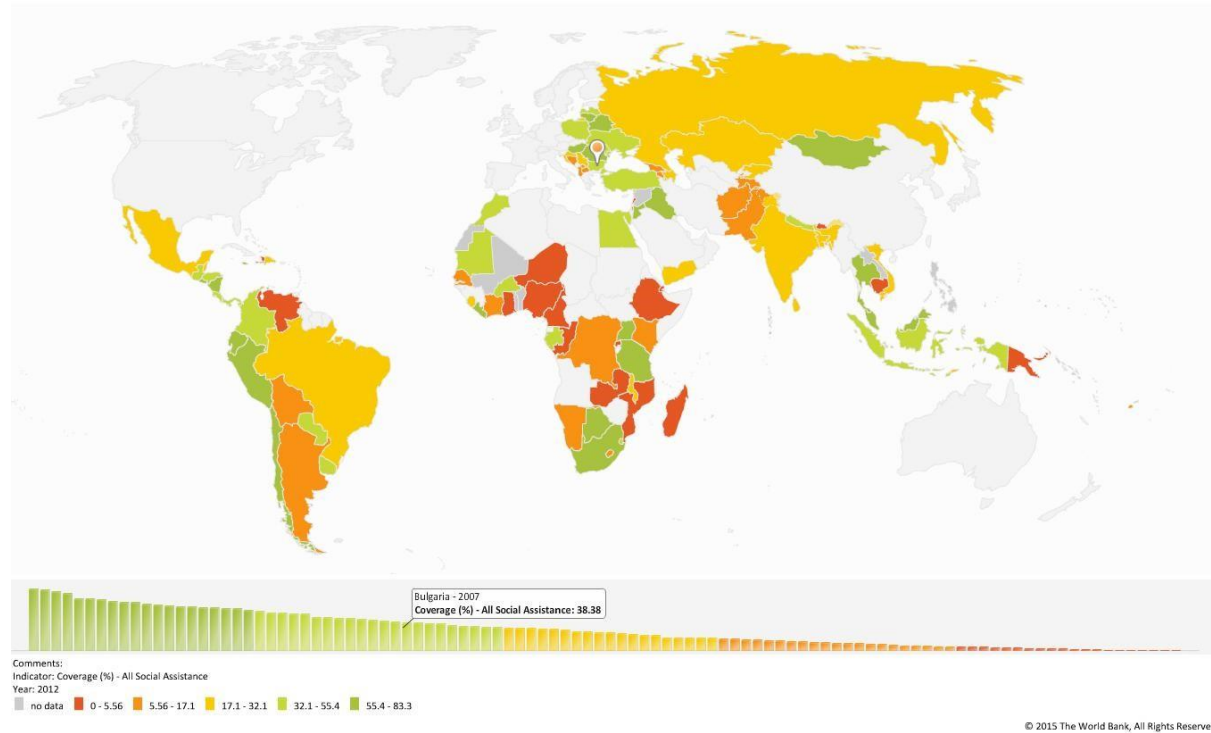 Bulgaria - 2007
Coverage (%) - All Social Assistance: 38.38
Comments:
Indicator: Coverage (%) - All Social Assistance
Year: 2012
no data 0 - 5.56 5.56 - 17.1 17.1 - 32.1 32.1 - 55.4 55.4 - 83.3
© 2015 The World Bank, All Rights Reserve